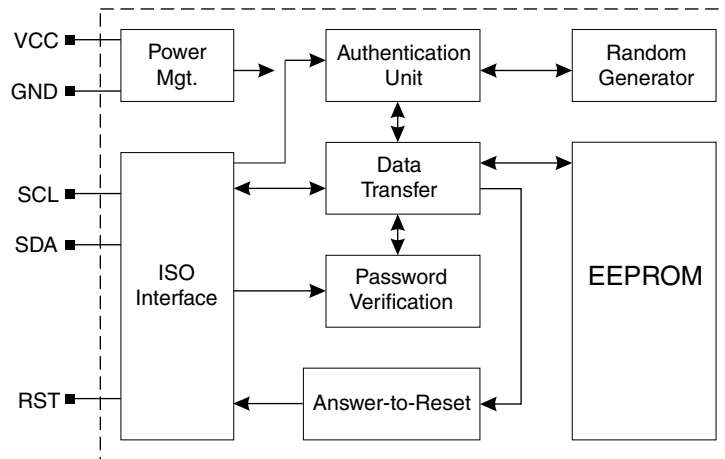 VCC
GND
Power
Mgt.
Authentication
Unit
Random
Generator
SCL
SDA
RST
ISO
Interface
Data
Transfer
Password
Verification
Answer-to-Reset
EEPROM